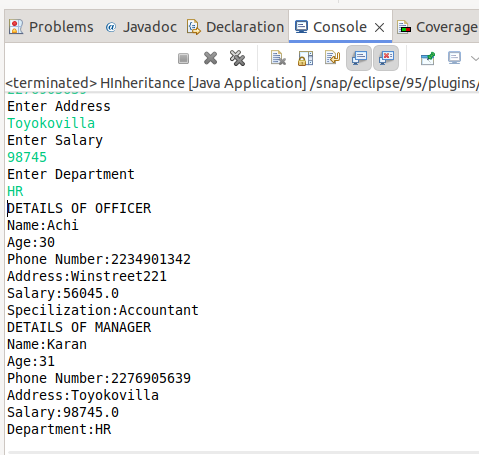 Problems Javadoc Declaration Console Coverage
<terminated> HInheritance [Java Application] /snap/eclipse/95/plugins/
Enter Address
Toyokovilla
Enter Salary
98745
Enter Department
HR
DETAILS OF OFFICER
Name:Achi
Age:30
Phone Number:2234901342
Address:Winstreet221
Salary:56045.0
Specilization:Accountant
DETAILS OF MANAGER
Name:Karan
Age:31
Phone Number:2276905639
Address:Toyokovilla
Salary:98745.0
Department:HR